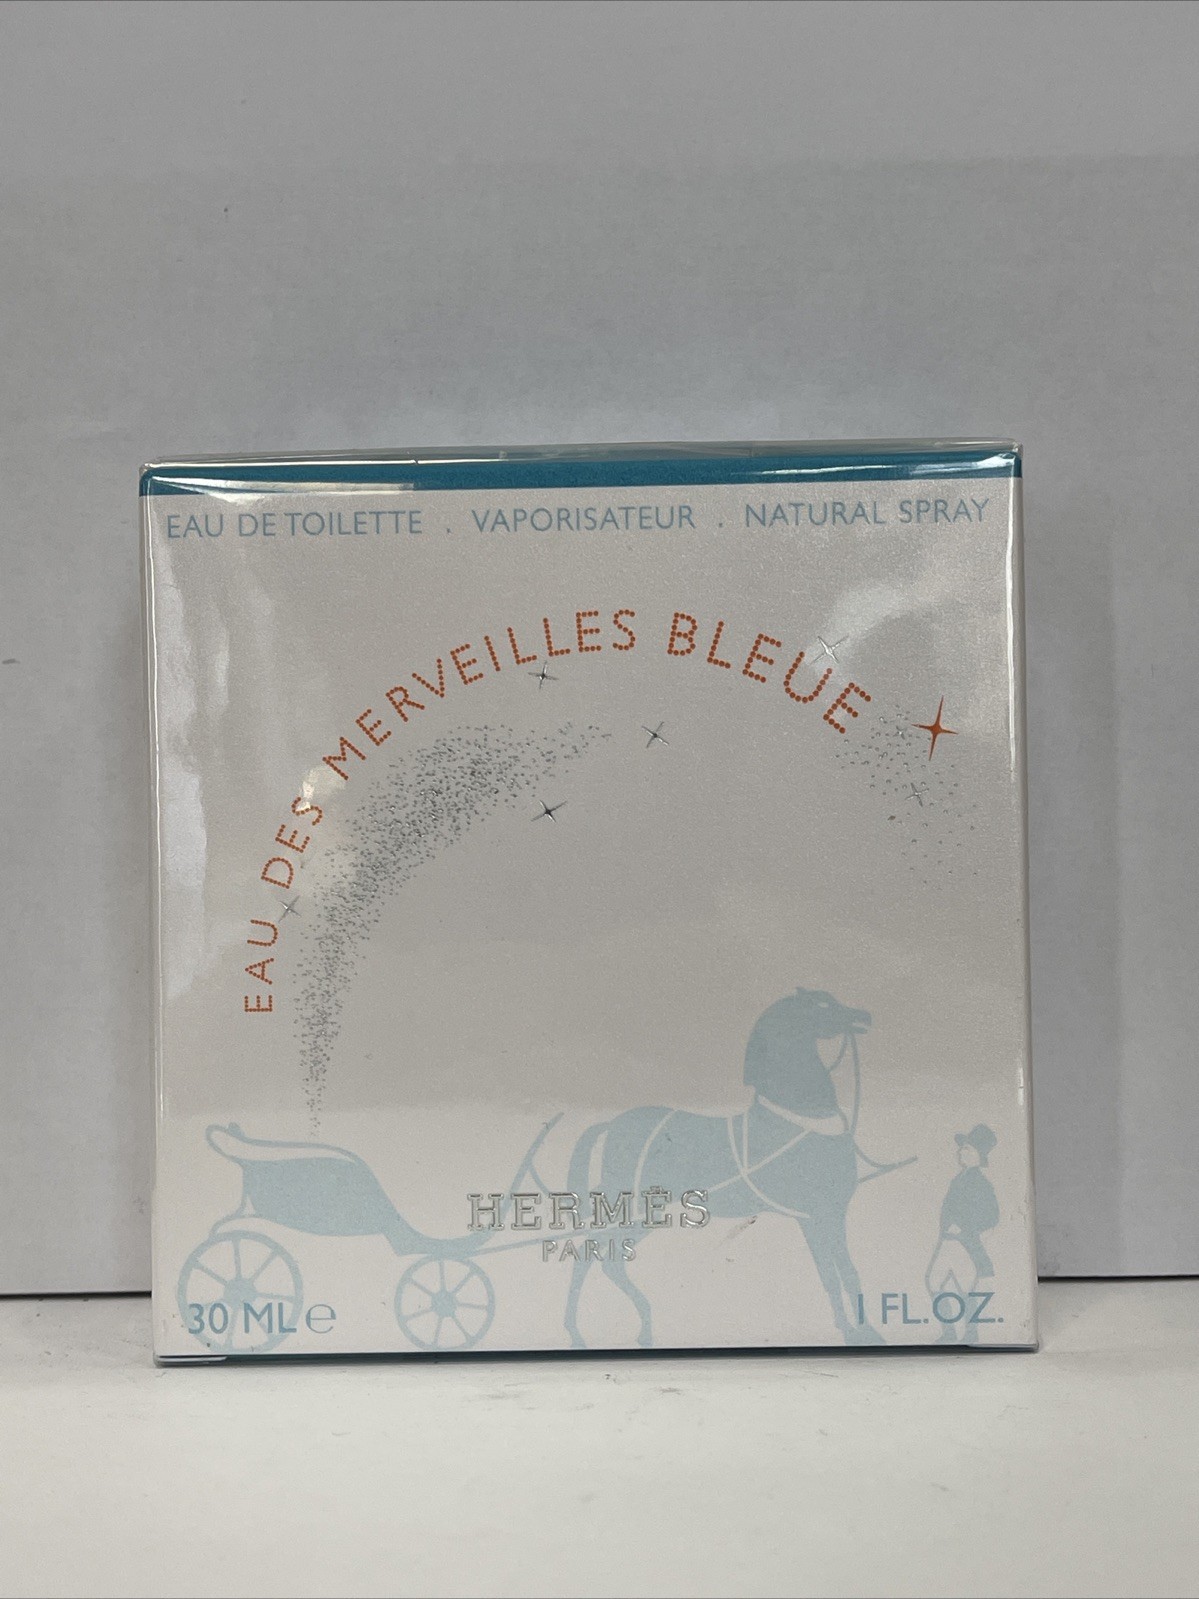 EAU DE TOILETTE . VAPORISATEUR . NATURAL SPRAY
EAU DES MERVEILLES BLEUE
HERMÈS
PARIS
30 ML e
1 FL.OZ.